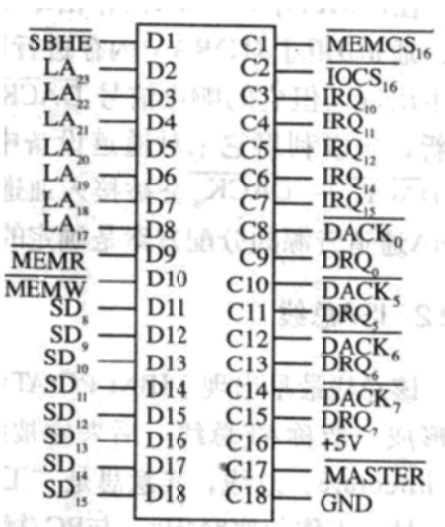 SBHE D1 C1 MEMCS16
LA23 D2 C2 IOCS16
LA22 D3 C3 IRQ10
LA21 D4 C4 IRQ11
LA20 D5 C5 IRQ12
LA19 D6 C6 IRQ14
LA18 D7 C7 IRQ15
LA17 D8 C8 DACK0
MEMR D9 C9 DRQ0
MEMW D10 C10 DACK5
SD8 D11 C11 DRQ5
SD9 D12 C12 DACK6
SD10 D13 C13 DRQ6
SD11 D14 C14 DACK7
SD12 D15 C15 DRQ7
SD13 D16 C16 +5V
SD14 D17 C17 MASTER
SD15 D18 C18 GND